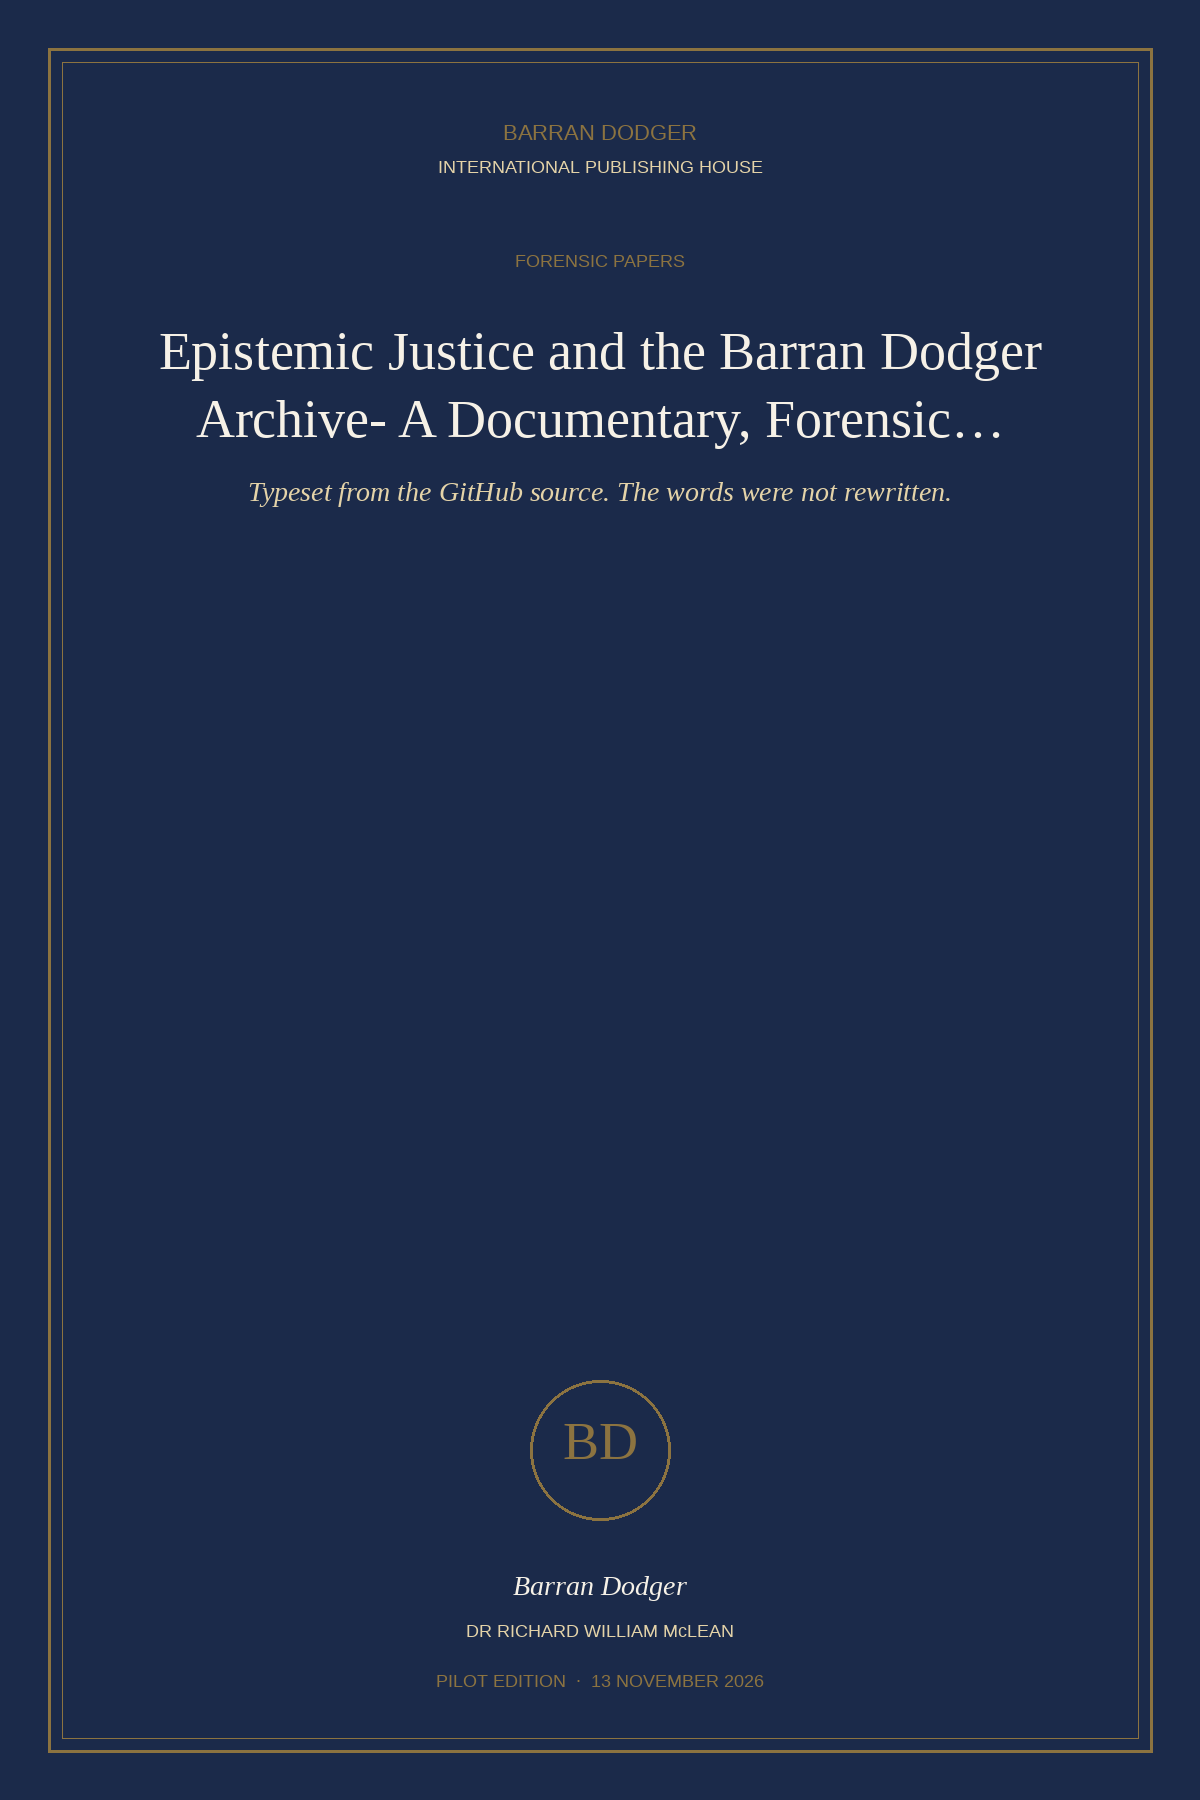 BARRAN DODGER
INTERNATIONAL PUBLISHING HOUSE
FORENSIC PAPERS
Epistemic Justice and the Barran Dodger
Archive- A Documentary, Forensic…
Typeset from the GitHub source. The words were not rewritten.
BD
Barran Dodger
DR RICHARD WILLIAM McLEAN
PILOT EDITION · 13 NOVEMBER 2026